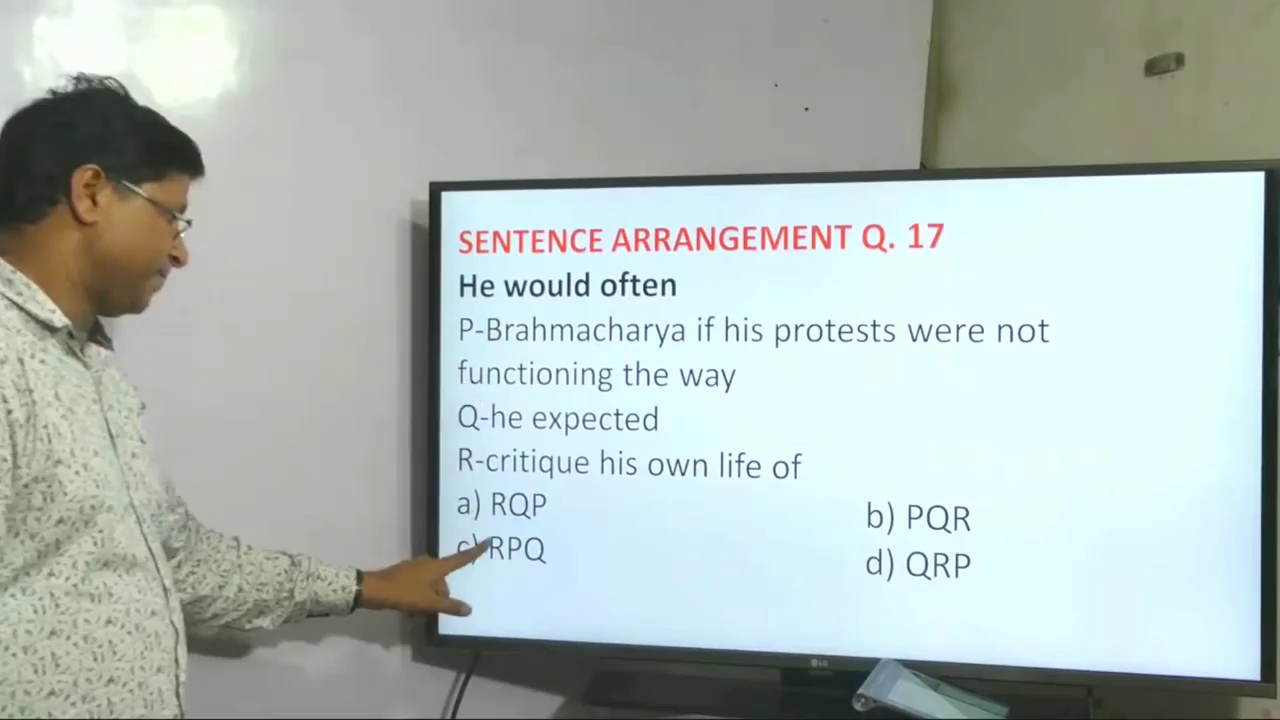 SENTENCE ARRANGEMENT Q. 17
He would often
P-Brahmacharya if his protests were not
functioning the way
Q-he expected
R-critique his own life of
a) RQP b) PQR
c) RPQ d) QRP
LG